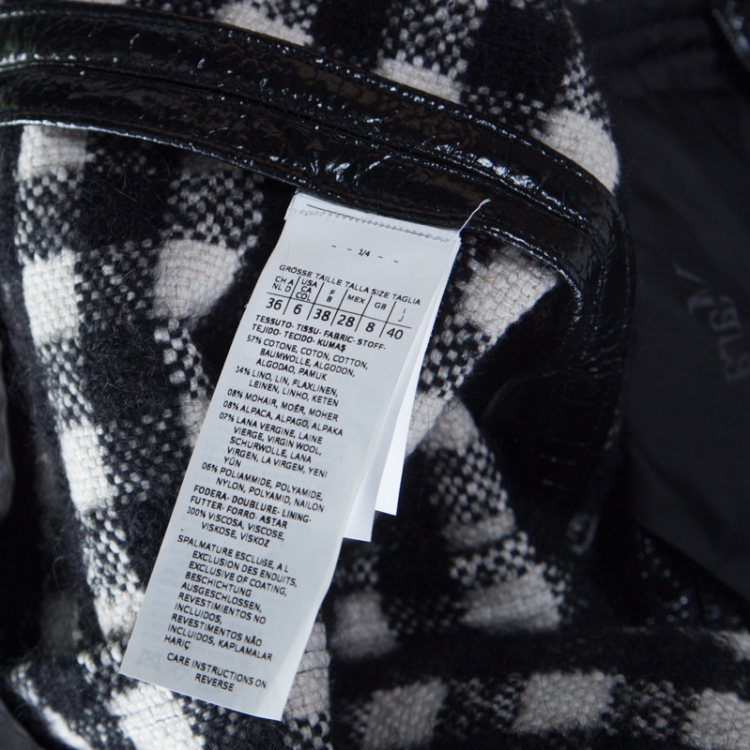 - - 1/4 - -
GRÖSSE TAILLE TALLA SIZE TAGLIA
CH A NL D | USA CA COL | F B | MEX | GB | I J
36 | 6 | 38 | 28 | 8 | 40
TESSUTO- TISSU- FABRIC- STOFF-
TEJIDO- TECIDO- KUMAŞ
57% COTONE, COTON, COTTON,
BAUMWOLLE, ALGODON,
ALGODAO, PAMUK
14% LINO, LIN, FLAXLINEN,
LEINEN, LINHO, KETEN
08% MOHAIR, MOER, MOHER
08% ALPACA, ALPAGO, ALPAKA
07% LANA VERGINE, LAINE
VIERGE, VIRGIN WOOL,
SCHURWOLLE, LANA
VIRGEN, LA VIRGEM, YENI
YÜN
06% POLIAMMIDE, POLYAMIDE,
NYLON, POLYAMID, NAILON
FODERA- DOUBLURE- LINING-
FUTTER- FORRO- ASTAR
100% VISCOSA, VISCOSE,
VISKOSE, VİSKOZ
SPALMATURE ESCLUSE, A L
EXCLUSION DES ENDUITS,
EXCLUSIVE OF COATING,
BESCHICHTUNG
AUSGESCHLOSSEN,
REVESTIMIENTOS NO
INCLUIDOS,
REVESTIMENTOS NÃO
INCLUIDOS, KAPLAMALAR
HARIÇ
CARE INSTRUCTIONS ON
REVERSE